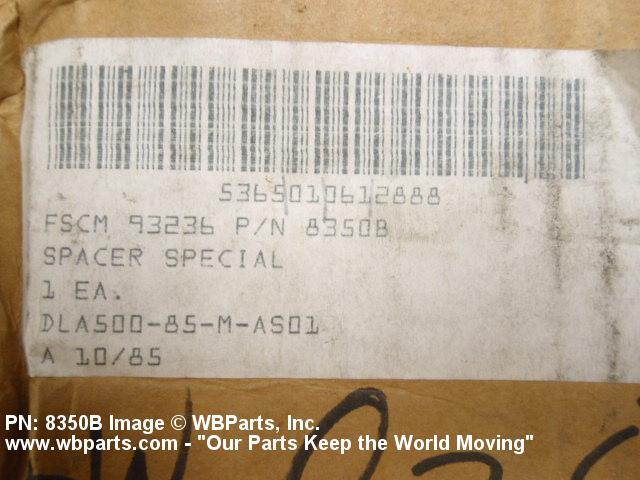 5365010612888
FSCM 93236 P/N 8350B
SPACER SPECIAL
1 EA.
DLA500-85-M-AS01
A 10/85
PN: 8350B Image © WBParts, Inc.
www.wbparts.com - "Our Parts Keep the World Moving"